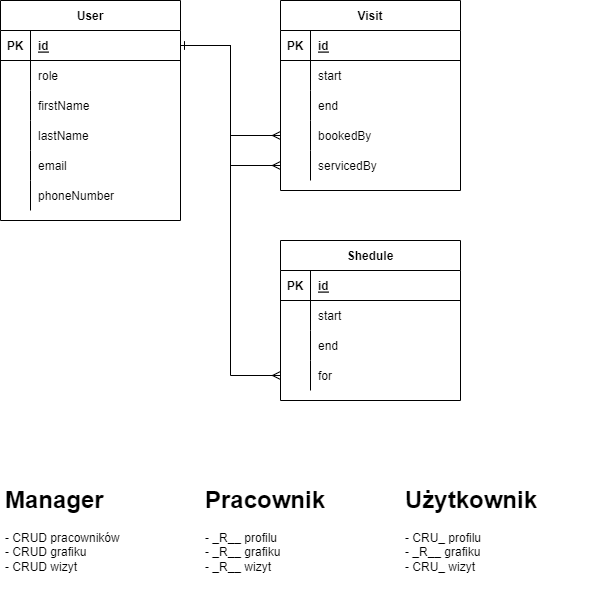 User
PK id
role
firstName
lastName
email
phoneNumber
Visit
PK id
start
end
bookedBy
servicedBy
Shedule
PK id
start
end
for
Manager
- CRUD pracowników
- CRUD grafiku
- CRUD wizyt
Pracownik
- _R__ profilu
- _R__ grafiku
- _R__ wizyt
Użytkownik
- CRU_ profilu
- _R__ grafiku
- CRU_ wizyt